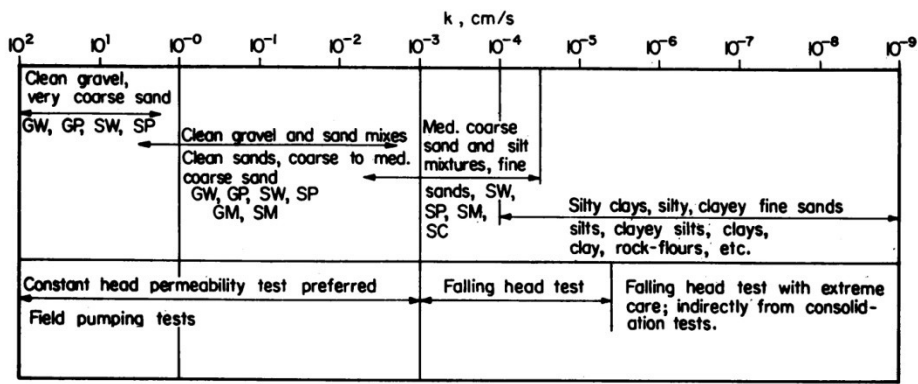 k, cm/s
10² 10¹ 10⁻⁰ 10⁻¹ 10⁻² 10⁻³ 10⁻⁴ 10⁻⁵ 10⁻⁶ 10⁻⁷ 10⁻⁸ 10⁻⁹
Clean gravel,
very coarse sand
GW, GP, SW, SP
Clean gravel and sand mixes
Clean sands, coarse to med.
coarse sand
GW, GP, SW, SP
GM, SM
Med. coarse
sand and silt
mixtures, fine
sands, SW,
SP, SM,
SC
Silty clays, silty, clayey fine sands
silts, clayey silts, clays,
clay, rock-flours, etc.
Constant head permeability test preferred
Field pumping tests
Falling head test
Falling head test with extreme
care; indirectly from consolid-
ation tests.